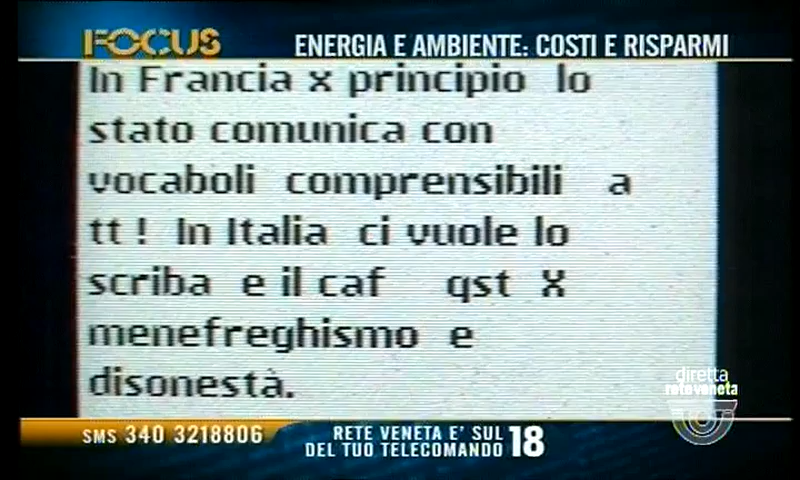 FOCUS
ENERGIA E AMBIENTE: COSTI E RISPARMI
In Francia x principio lo
stato comunica con
vocaboli comprensibili a
tt ! In Italia ci vuole lo
scriba e il caf qst X
menefreghismo e
disonestà.
diretta
reteveneta
SMS 340 3218806
RETE VENETA E' SUL
DEL TUO TELECOMANDO 18